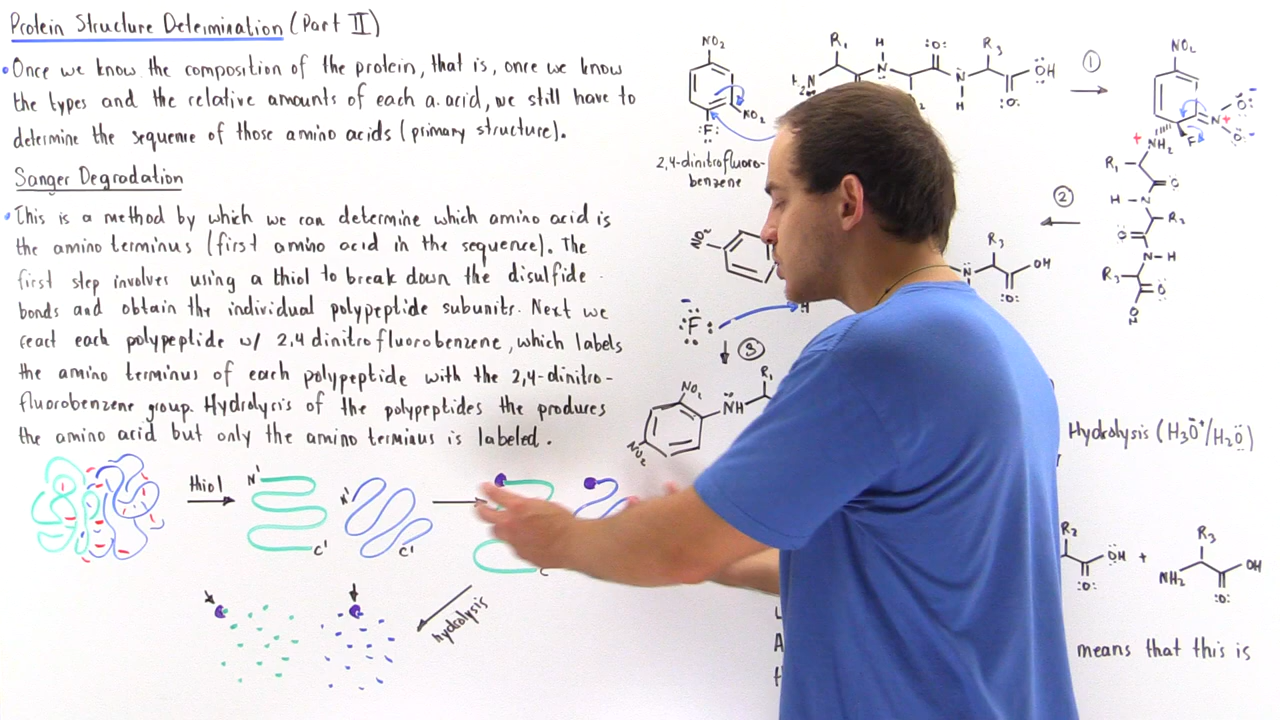 Protein Structure Determination (Part II)
• Once we know the composition of the protein, that is, once we know
the types and the relative amounts of each a. acid, we still have to
determine the sequence of those amino acids (primary structure).
Sanger Degradation
• This is a method by which we can determine which amino acid is
the amino terminus (first amino acid in the sequence). The
first step involves using a thiol to break down the disulfide
bonds and obtain the individual polypeptide subunits. Next we
react each polypeptide w/ 2,4 dinitrofluorobenzene, which labels
the amino terminus of each polypeptide with the 2,4-dinitro-
fluorobenzene group. Hydrolysis of the polypeptides the produces
the amino acid but only the amino terminus is labeled.
thiol
N'
C'
N'
C'
hydrolysis
NO2
NO2
:F:
2,4-dinitrofluoro-
benzene
H2N
R1
H
N
:O:
N
H
R3
:O:
OH
①
NO2
N
+
O
-
O
-
F
+
NH2
R1
O
H - N
R2
O
N - H
R3
O
O
H
②
NO2
N
R3
OH
:O:
-
:F:
H
③
NO2
NO2
NH
R1
Hydrolysis (H3O+/H2O)
R2
OH
:O:
+
NH2
R3
OH
:O:
means that this is